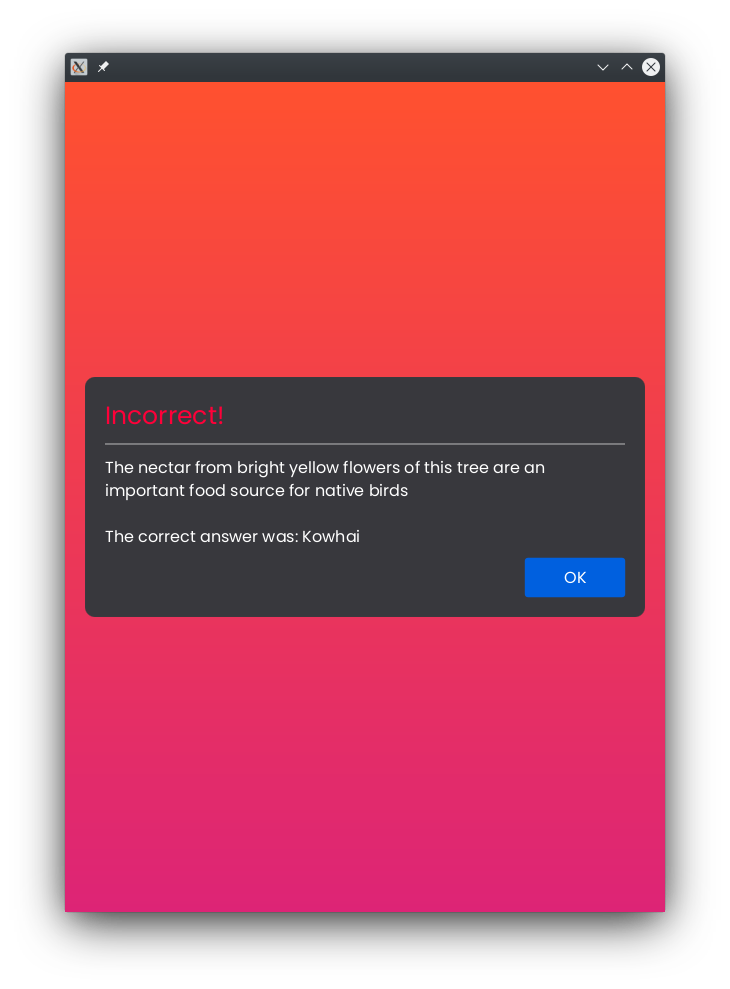 Incorrect!
The nectar from bright yellow flowers of this tree are an
important food source for native birds
The correct answer was: Kowhai
OK